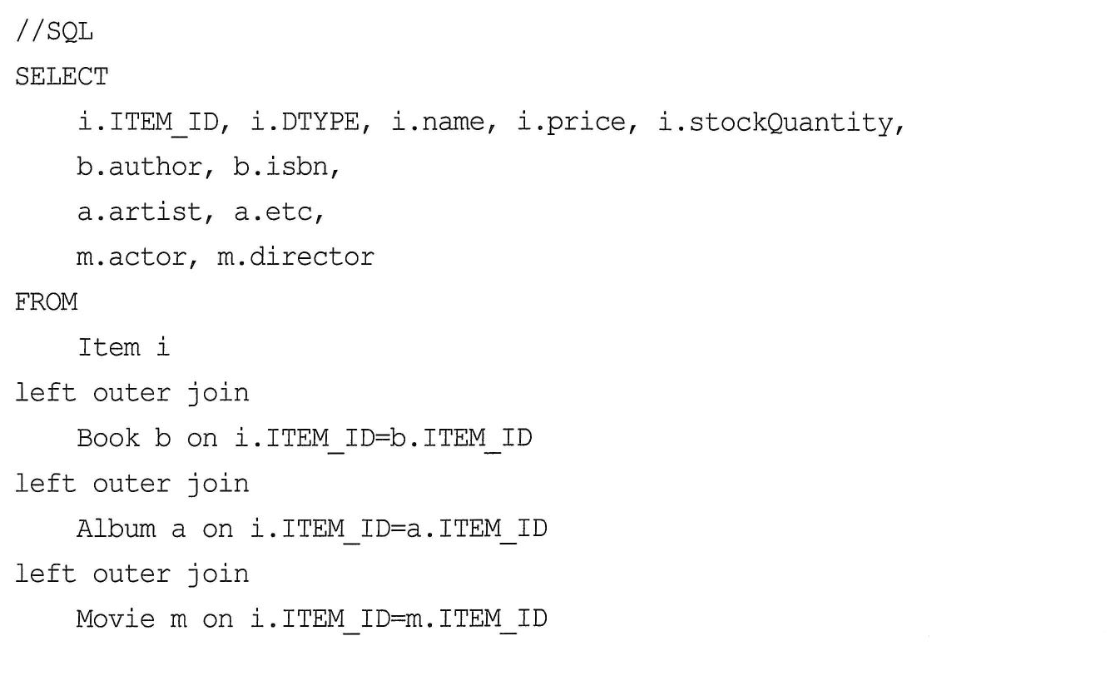 //SQL
SELECT
i.ITEM_ID, i.DTYPE, i.name, i.price, i.stockQuantity,
b.author, b.isbn,
a.artist, a.etc,
m.actor, m.director
FROM
Item i
left outer join
Book b on i.ITEM_ID=b.ITEM_ID
left outer join
Album a on i.ITEM_ID=a.ITEM_ID
left outer join
Movie m on i.ITEM_ID=m.ITEM_ID